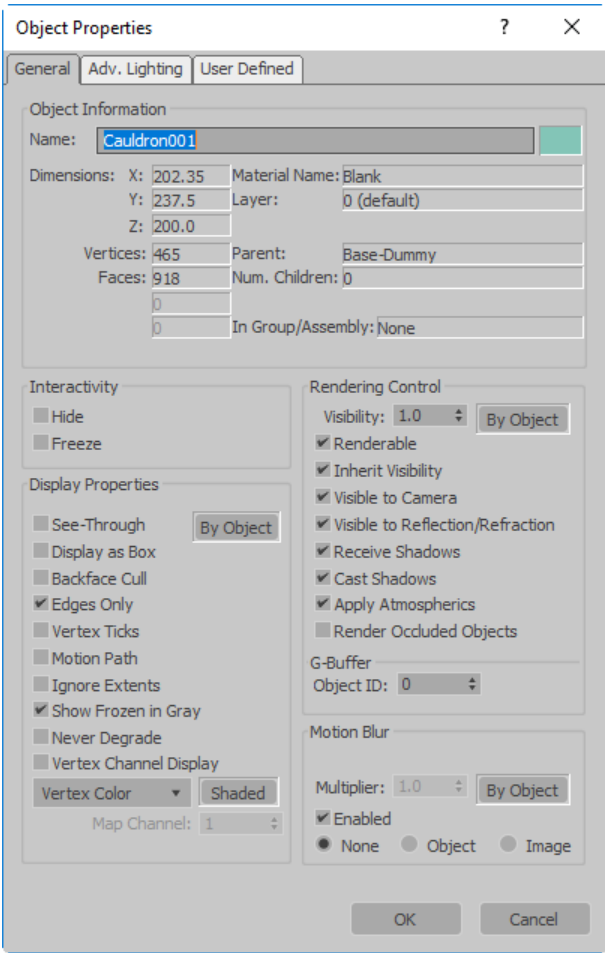 Object Properties ?
General Adv. Lighting User Defined
Object Information
Name: Cauldron001
Dimensions: X: 202.35 Material Name: Blank
Y: 237.5 Layer: 0 (default)
Z: 200.0
Vertices: 465 Parent: Base-Dummy
Faces: 918 Num. Children: 0
0
0 In Group/Assembly: None
Interactivity
Hide
Freeze
Display Properties
See-Through By Object
Display as Box
Backface Cull
Edges Only
Vertex Ticks
Motion Path
Ignore Extents
Show Frozen in Gray
Never Degrade
Vertex Channel Display
Vertex Color Shaded
Map Channel: 1
Rendering Control
Visibility: 1.0 By Object
Renderable
Inherit Visibility
Visible to Camera
Visible to Reflection/Refraction
Receive Shadows
Cast Shadows
Apply Atmospherics
Render Occluded Objects
G-Buffer
Object ID: 0
Motion Blur
Multiplier: 1.0 By Object
Enabled
None Object Image
OK Cancel